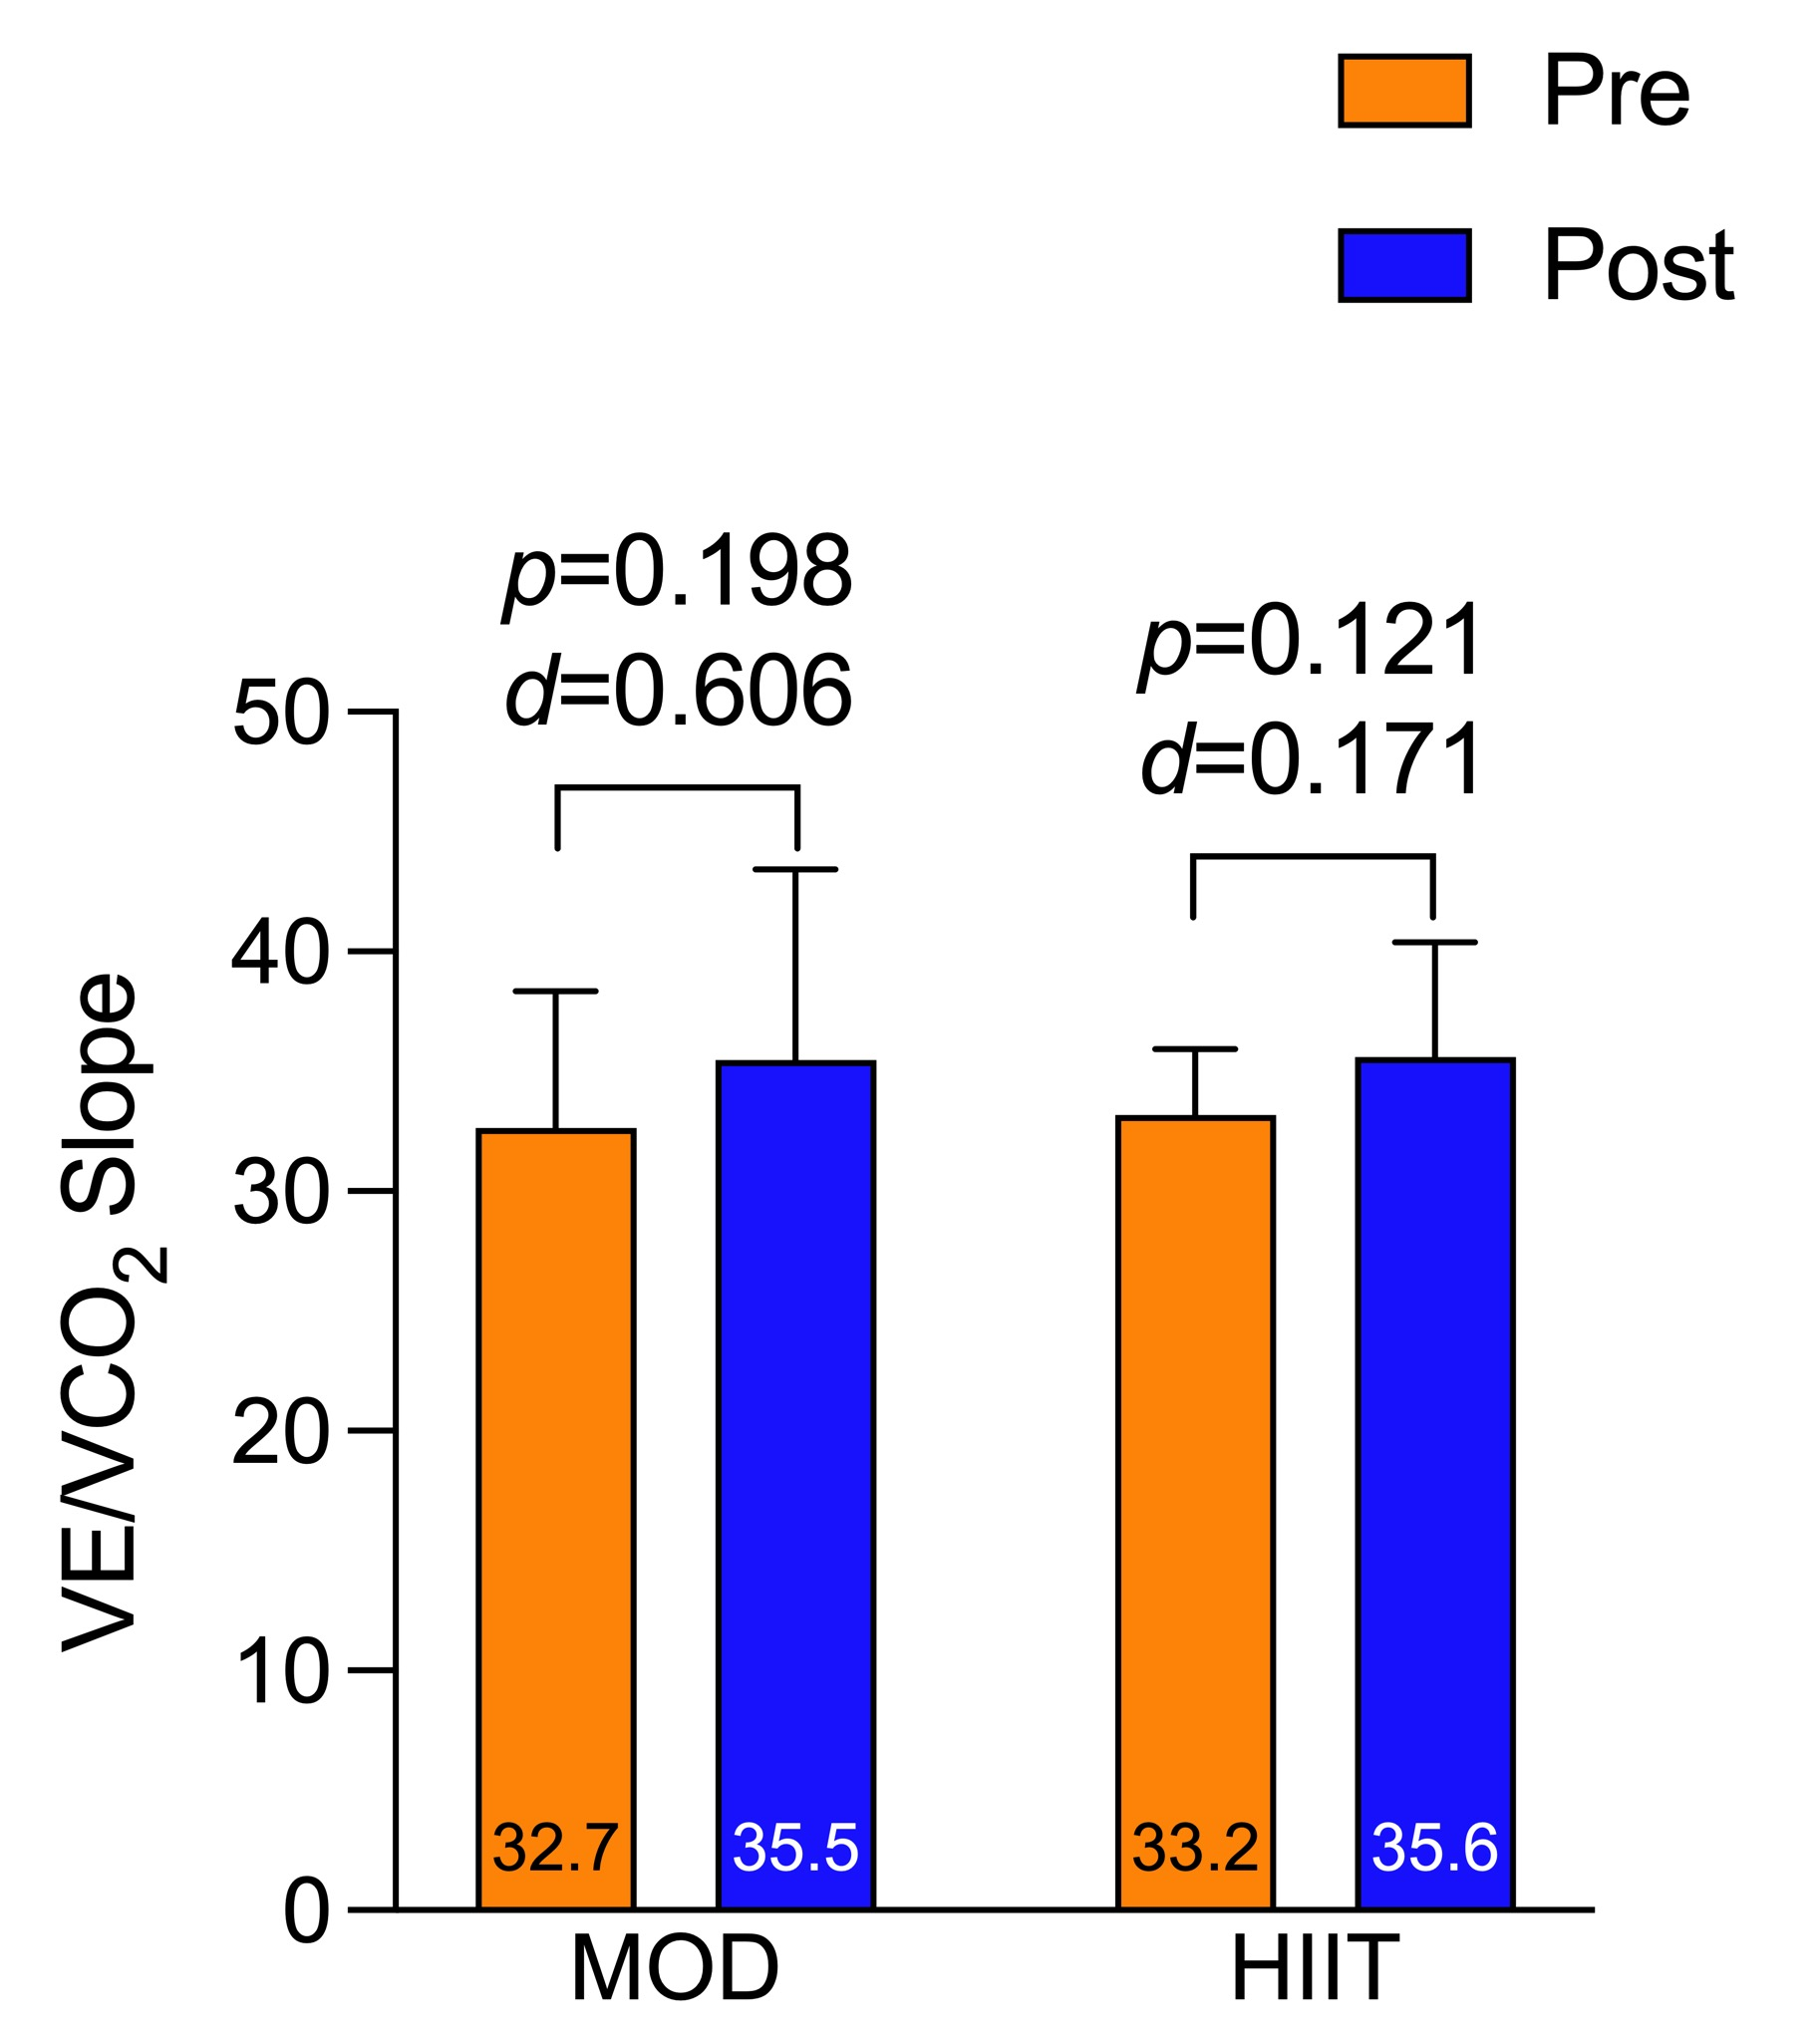 Pre
Post
p=0.198
d=0.606
p=0.121
d=0.171
50
40
30
20
10
0
VE/VCO₂ Slope
32.7
35.5
33.2
35.6
MOD
HIIT